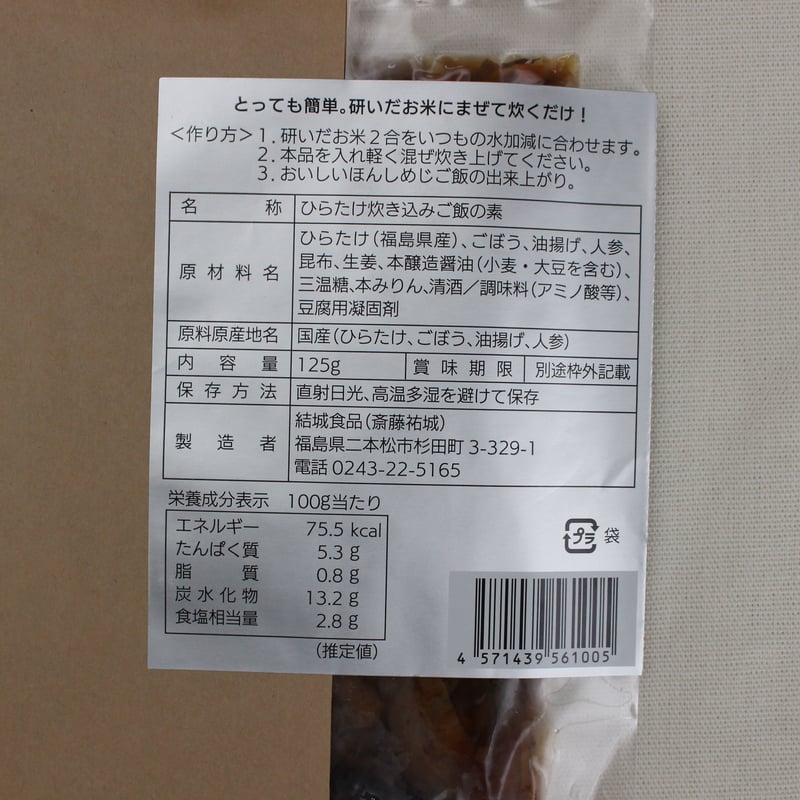 とっても簡単。研いだお米にまぜて炊くだけ!
<作り方>1. 研いだお米2合をいつもの水加減に合わせます。
2. 本品を入れ軽く混ぜ炊き上げてください。
3. おいしいほんしめじご飯の出来上がり。
名称 ひらたけ炊き込みご飯の素
原材料名 ひらたけ(福島県産)、ごぼう、油揚げ、人参、
昆布、生姜、本醸造醤油(小麦・大豆を含む)、
三温糖、本みりん、清酒/調味料(アミノ酸等)、
豆腐用凝固剤
原料原産地名 国産(ひらたけ、ごぼう、油揚げ、人参)
内容量 125g 賞味期限 別途枠外記載
保存方法 直射日光、高温多湿を避けて保存
製造者 結城食品(斎藤祐城)
福島県二本松市杉田町 3-329-1
電話 0243-22-5165
栄養成分表示 100g当たり
エネルギー 75.5 kcal
たんぱく質 5.3 g
脂質 0.8 g
炭水化物 13.2 g
食塩相当量 2.8 g
(推定値)
プラ 袋
4 571439 561005